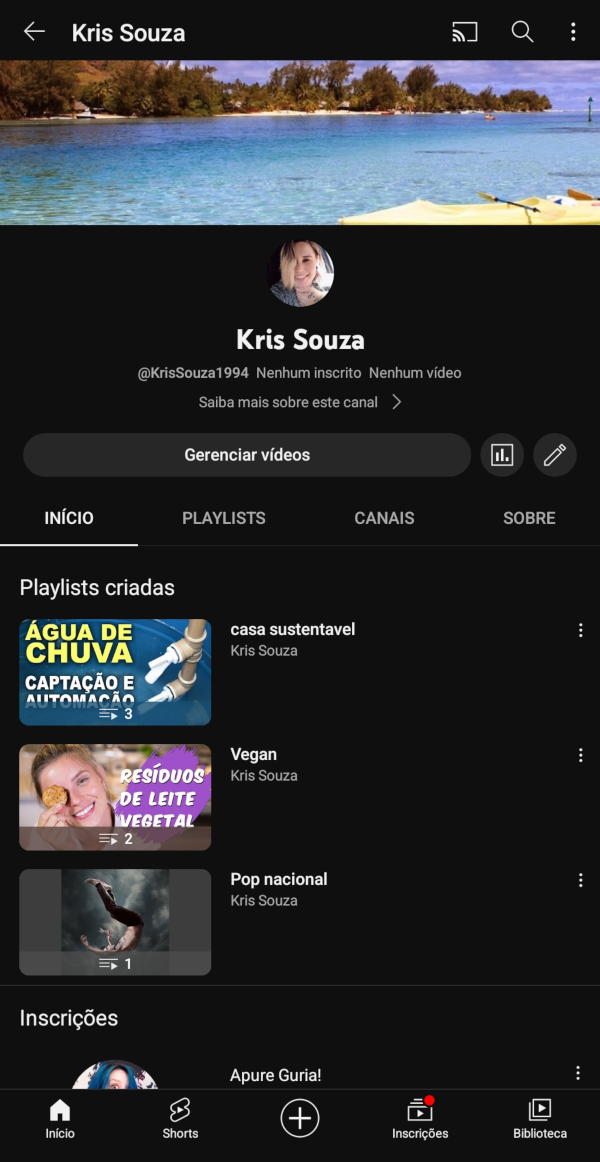 Kris Souza
Kris Souza
@KrisSouza1994 Nenhum inscrito Nenhum vídeo
Saiba mais sobre este canal
Gerenciar vídeos
INÍCIO PLAYLISTS CANAIS SOBRE
Playlists criadas
ÁGUA DE
CHUVA
CAPTAÇÃO E
AUTOMAÇÃO
3
casa sustentavel
Kris Souza
RESÍDUOS
DE LEITE
VEGETAL
2
Vegan
Kris Souza
1
Pop nacional
Kris Souza
Inscrições
Apure Guria!
Início Shorts Inscrições Biblioteca